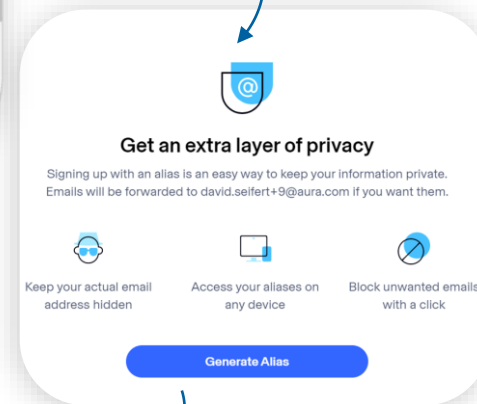 @
Get an extra layer of privacy
Signing up with an alias is an easy way to keep your information private.
Emails will be forwarded to david.seifert+9@aura.com if you want them.
Keep your actual email
address hidden
Access your aliases on
any device
Block unwanted emails
with a click
Generate Alias